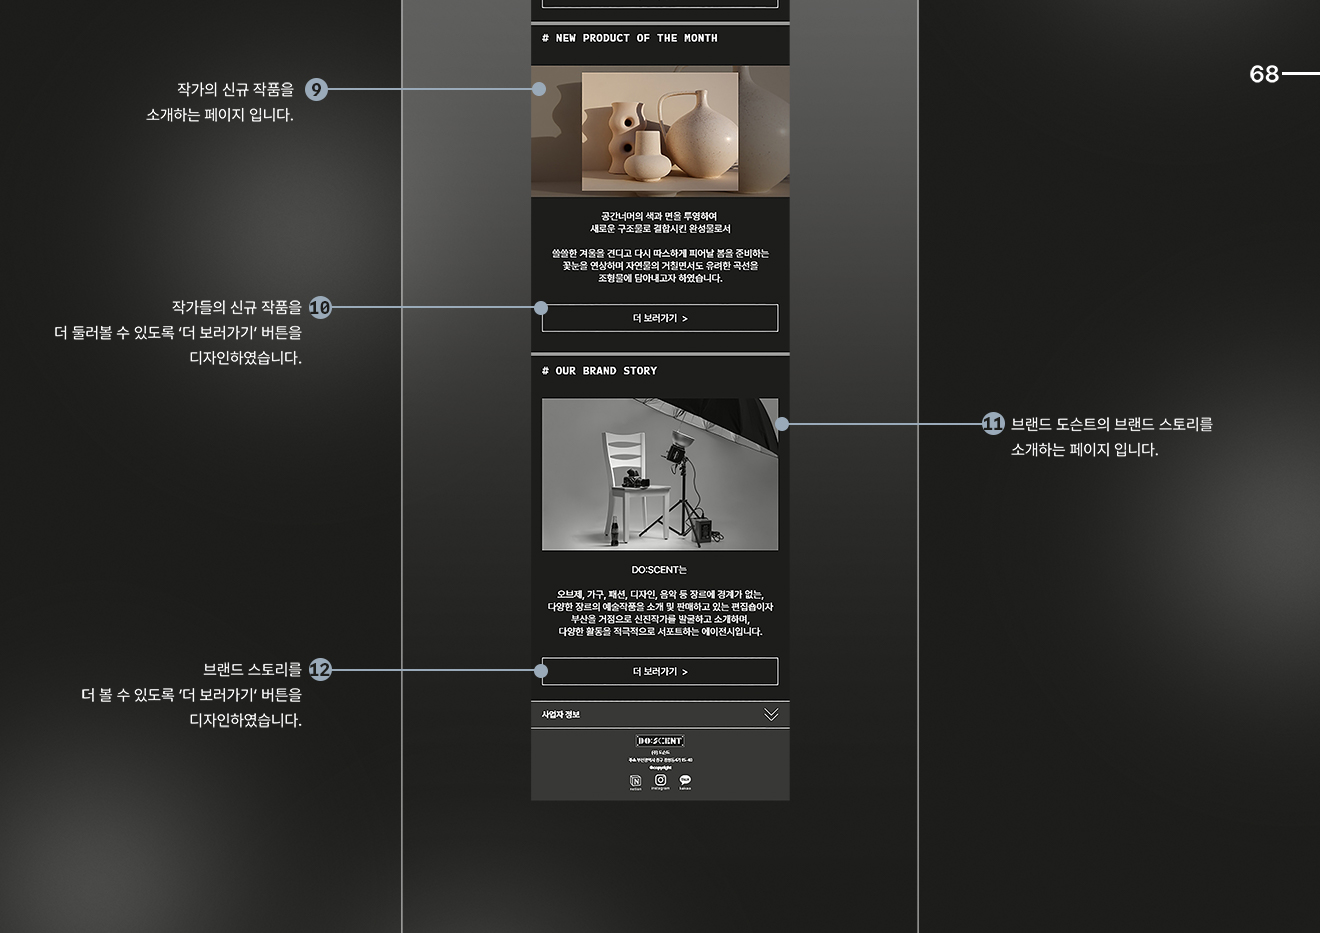 68
# NEW PRODUCT OF THE MONTH
작가의 신규 작품을
소개하는 페이지 입니다.
9
공간너머의 색과 면을 투영하여
새로운 구조물로 결합시킨 완성물로서
쓸쓸한 겨울을 견디고 다시 따스하게 피어날 봄을 준비하는
꽃눈을 연상하며 자연물의 거칠면서도 유려한 곡선을
조형물에 담아내고자 하였습니다.
작가들의 신규 작품을
더 둘러볼 수 있도록 ‘더 보러가기’ 버튼을
디자인하였습니다.
10
더 보러가기 >
# OUR BRAND STORY
11
브랜드 도슨트의 브랜드 스토리를
소개하는 페이지 입니다.
DO:SCENT는
오브제, 가구, 패션, 디자인, 음악 등 장르에 경계가 없는,
다양한 장르의 예술작품을 소개 및 판매하고 있는 편집숍이자
부산을 거점으로 신진작가를 발굴하고 소개하며,
다양한 활동을 적극적으로 서포트하는 에이전시입니다.
브랜드 스토리를
더 볼 수 있도록 ‘더 보러가기‘ 버튼을
디자인하였습니다.
12
더 보러가기 >
사업자 정보
DO:SCENT
(주) 도슨트
©copyright
notion
instagram
kakao